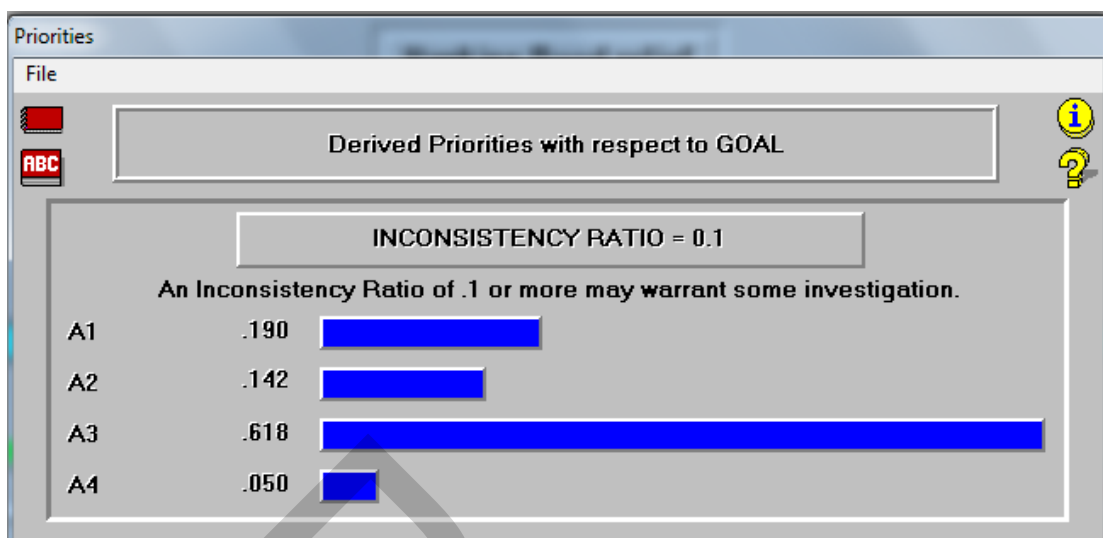 Priorities
File
ABC
Derived Priorities with respect to GOAL
INCONSISTENCY RATIO = 0.1
An Inconsistency Ratio of .1 or more may warrant some investigation.
A1 .190
A2 .142
A3 .618
A4 .050